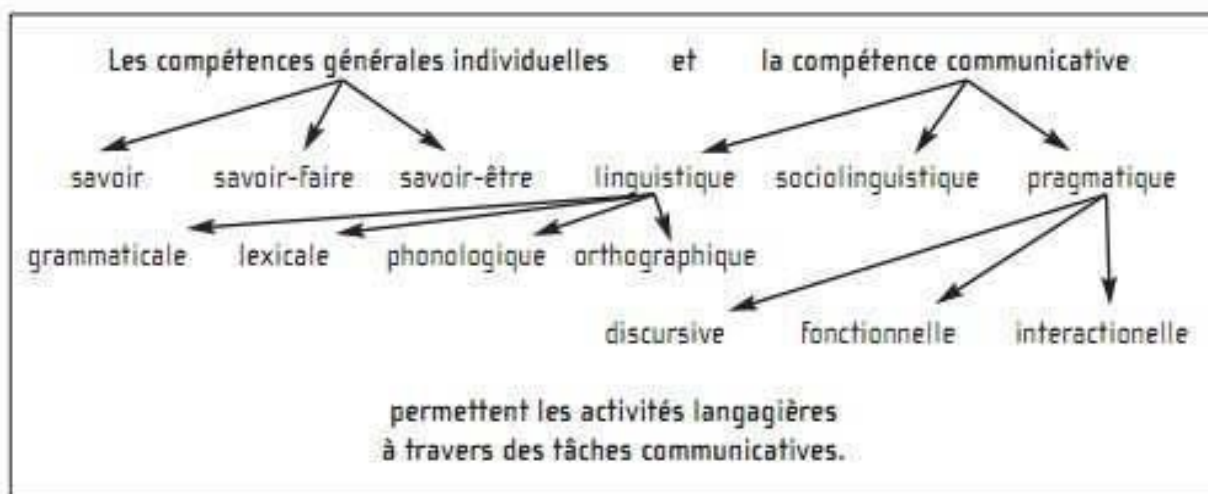 Les compétences générales individuelles et la compétence communicative
savoir savoir-faire savoir-être linguistique sociolinguistique pragmatique
grammaticale lexicale phonologique orthographique
discursive fonctionnelle interactionelle
permettent les activités langagières
à travers des tâches communicatives.